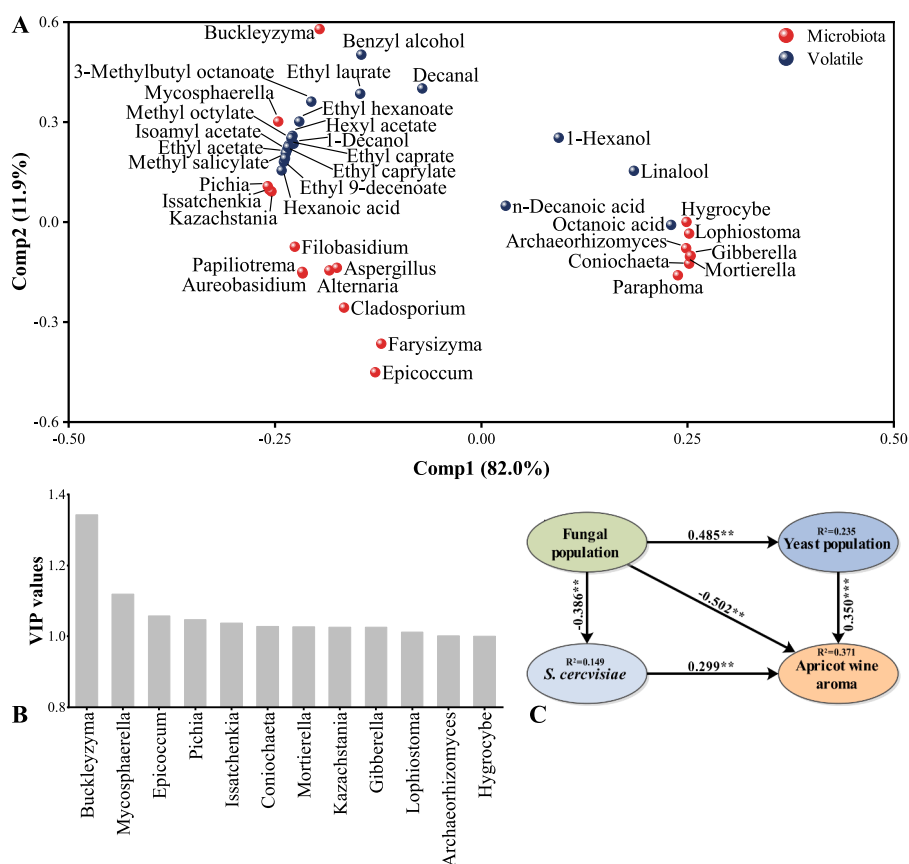 A
0.6
0.3
0.0
-0.3
-0.6
Comp2 (11.9%)
Microbiota
Volatile
Buckleyzyma
Benzyl alcohol
3-Methylbutyl octanoate
Ethyl laurate
Decanal
Mycosphaerella
Ethyl hexanoate
Methyl octylate
Hexyl acetate
Isoamyl acetate
1-Decanol
Ethyl acetate
Ethyl caprate
Methyl salicylate
Ethyl caprylate
Pichia
Ethyl 9-decenoate
Issatchenkia
Hexanoic acid
Kazachstania
1-Hexanol
Linalool
n-Decanoic acid
Hygrocybe
Octanoic acid
Lophiostoma
Archaeorhizomyces
Gibberella
Coniochaeta
Mortierella
Paraphoma
Filobasidium
Papiliotrema
Aspergillus
Aureobasidium
Alternaria
Cladosporium
Farysizyma
Epicoccum
-0.50
-0.25
0.00
0.25
0.50
Comp1 (82.0%)
B
1.4
1.2
1.0
0.8
VIP values
Buckleyzyma
Mycosphaerella
Epicoccum
Pichia
Issatchenkia
Coniochaeta
Mortierella
Kazachstania
Gibberella
Lophiostoma
Archaeorhizomyces
Hygrocybe
C
Fungal
population
0.485**
R²=0.235
Yeast population
-0.386**
-0.502**
0.350***
R²=0.149
S. cercvisiae
0.299**
R²=0.371
Apricot wine
aroma